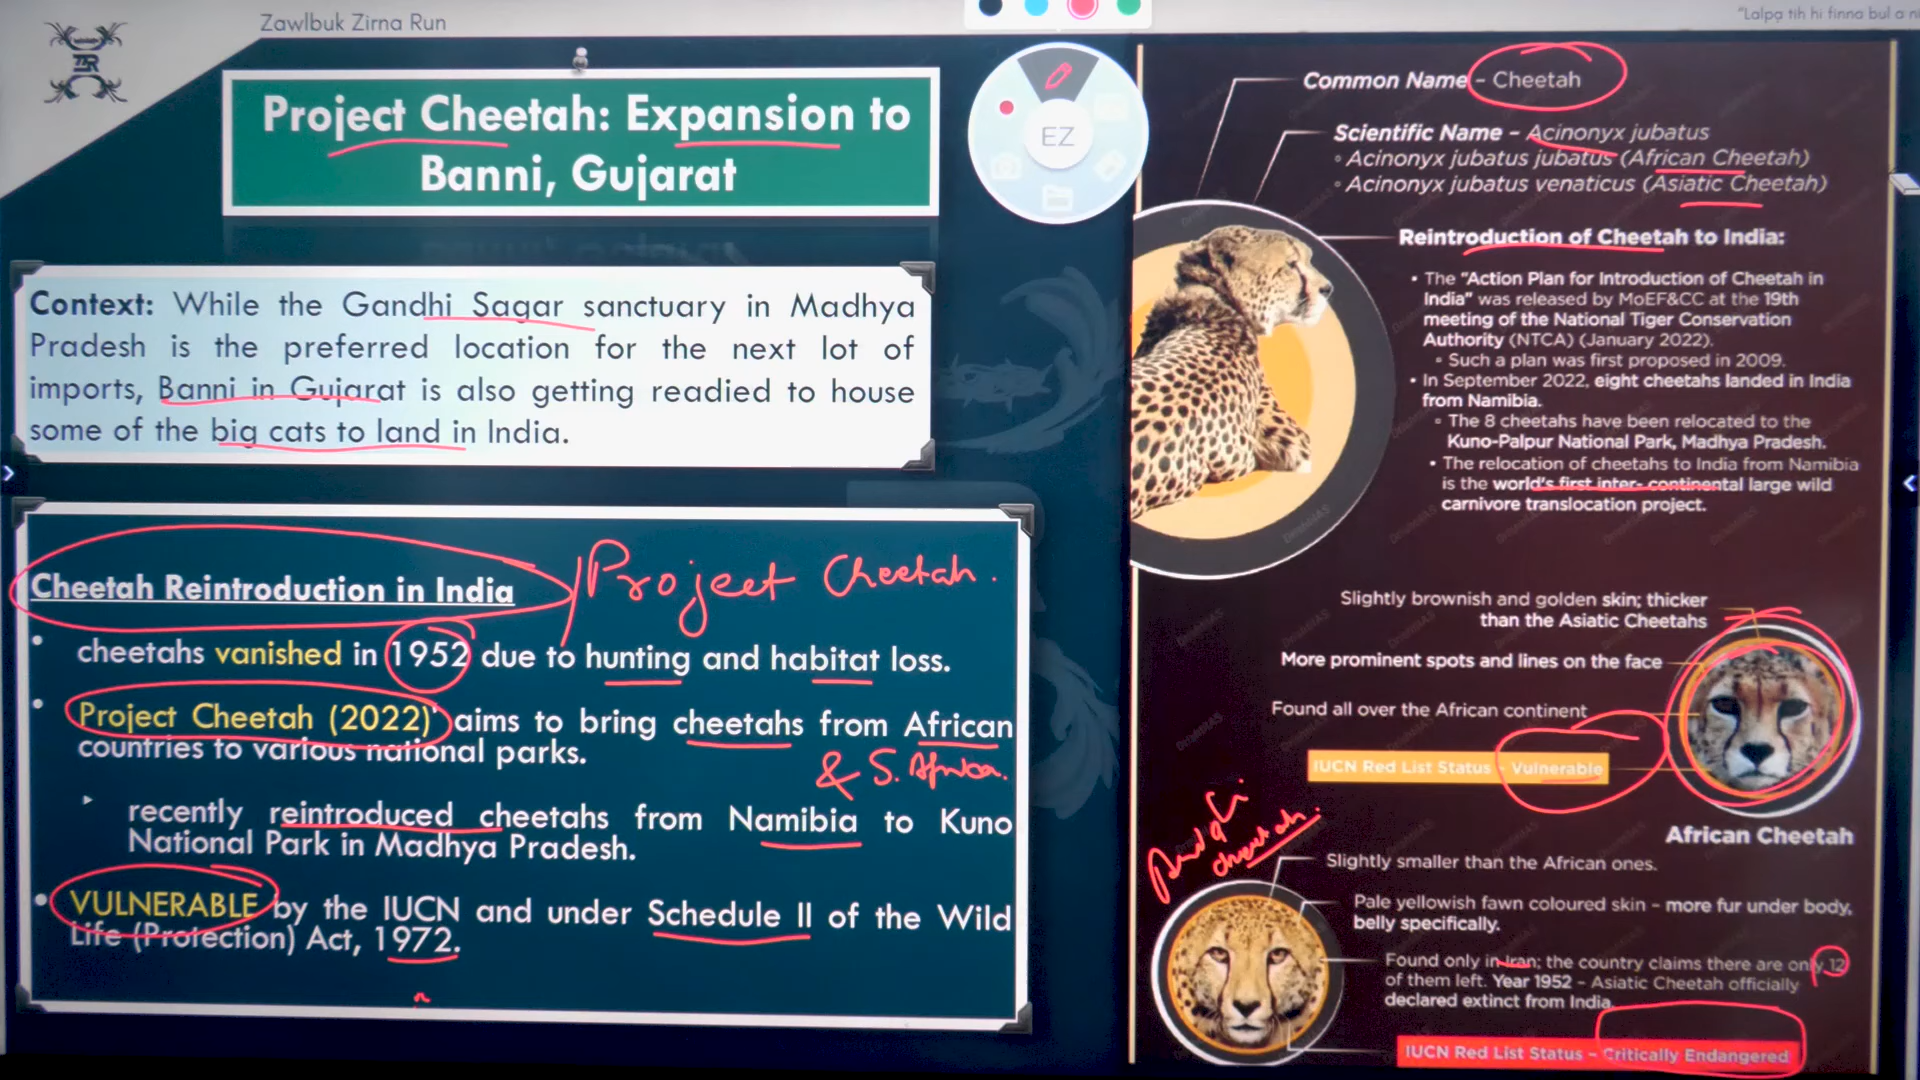 Zawlbuk Zirna Run
"Lalpa tih hi finna bul a ni
TZR
Project Cheetah: Expansion to
Banni, Gujarat
EZ
Context: While the Gandhi Sagar sanctuary in Madhya
Pradesh is the preferred location for the next lot of
imports, Banni in Gujarat is also getting readied to house
some of the big cats to land in India.
Cheetah Reintroduction in India
/Project Cheetah.
• cheetahs vanished in 1952 due to hunting and habitat loss.
• Project Cheetah (2022) aims to bring cheetahs from African
countries to various national parks.
& S. Africa.
recently reintroduced cheetahs from Namibia to Kuno
National Park in Madhya Pradesh.
• VULNERABLE by the IUCN and under Schedule II of the Wild
Life (Protection) Act, 1972.
Common Name – Cheetah
Scientific Name – Acinonyx jubatus
◦ Acinonyx jubatus jubatus (African Cheetah)
◦ Acinonyx jubatus venaticus (Asiatic Cheetah)
Reintroduction of Cheetah to India:
• The "Action Plan for Introduction of Cheetah in
India" was released by MoEF&CC at the 19th
meeting of the National Tiger Conservation
Authority (NTCA) (January 2022).
◦ Such a plan was first proposed in 2009.
• In September 2022, eight cheetahs landed in India
from Namibia.
◦ The 8 cheetahs have been relocated to the
Kuno-Palpur National Park, Madhya Pradesh.
• The relocation of cheetahs to India from Namibia
is the world's first inter- continental large wild
carnivore translocation project.
Slightly brownish and golden skin; thicker
than the Asiatic Cheetahs
More prominent spots and lines on the face
Found all over the African continent
IUCN Red List Status – Vulnerable
African Cheetah
cheetah.
Slightly smaller than the African ones.
Pale yellowish fawn coloured skin – more fur under body,
belly specifically.
Found only in Iran; the country claims there are only 12
of them left. Year 1952 – Asiatic Cheetah officially
declared extinct from India.
IUCN Red List Status – Critically Endangered